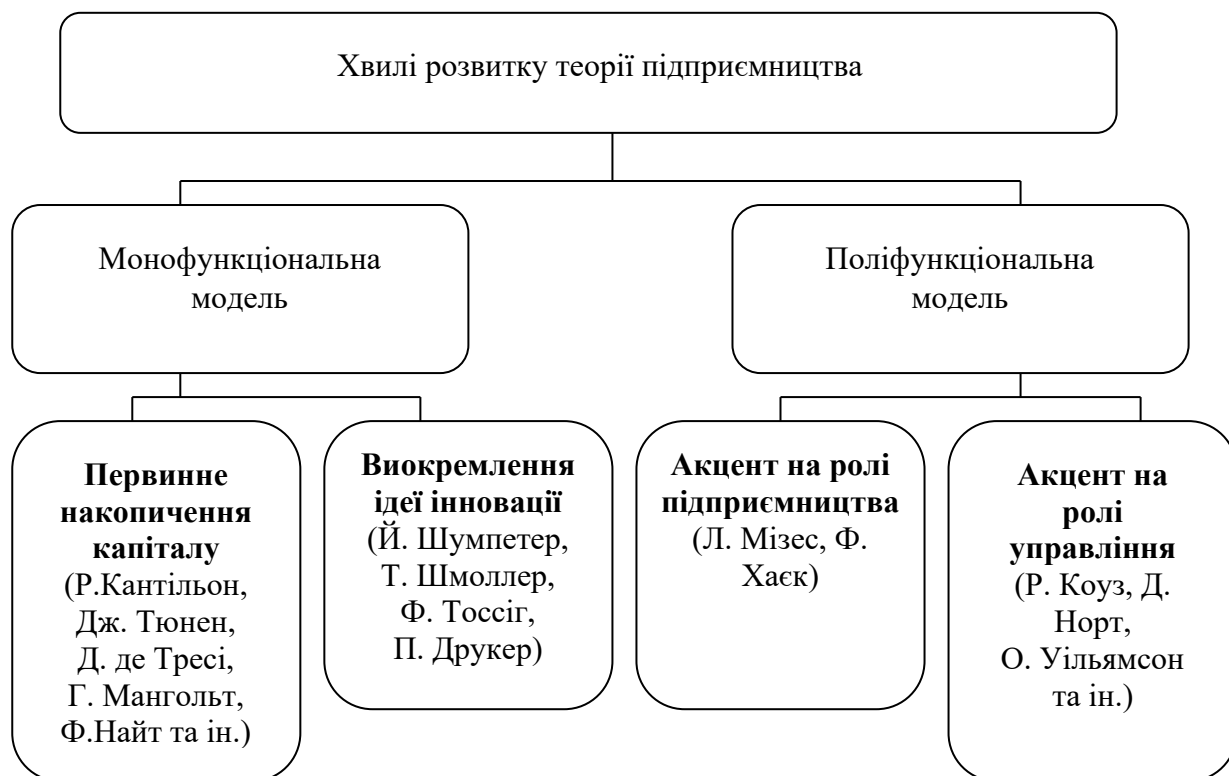 Хвилі розвитку теорії підприємництва
Монофункціональна
модель
Поліфункціональна
модель
Первинне
накопичення
капіталу
(Р.Кантільон,
Дж. Тюнен,
Д. де Тресі,
Г. Мангольт,
Ф.Найт та ін.)
Виокремлення
ідеї інновації
(Й. Шумпетер,
Т. Шмоллер,
Ф. Тоссіг,
П. Друкер)
Акцент на ролі
підприємництва
(Л. Мізес, Ф.
Хаєк)
Акцент на
ролі
управління
(Р. Коуз, Д.
Норт,
О. Уільямсон
та ін.)